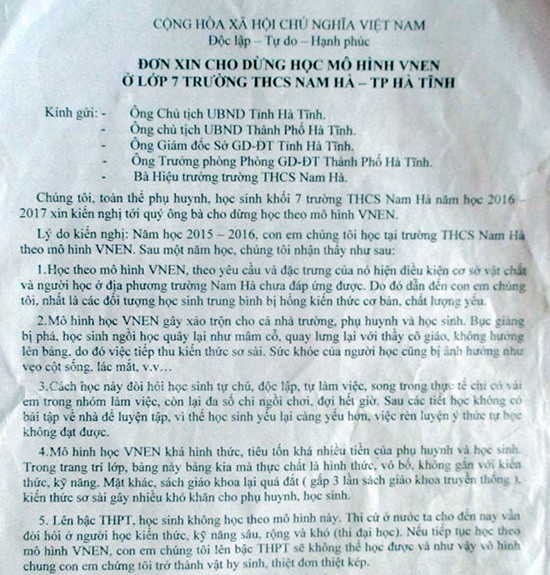 CỘNG HÒA XÃ HỘI CHỦ NGHĨA VIỆT NAM
Độc lập – Tự do – Hạnh phúc
ĐƠN XIN CHO DỪNG HỌC MÔ HÌNH VNEN
Ở LỚP 7 TRƯỜNG THCS NAM HÀ – TP HÀ TĨNH
Kính gửi: - Ông Chủ tịch UBND Tỉnh Hà Tĩnh.
- Ông chủ tịch UBND Thành Phố Hà Tĩnh.
- Ông Giám đốc Sở GD-ĐT Tỉnh Hà Tĩnh.
- Ông Trưởng phòng Phòng GD-ĐT Thành Phố Hà Tĩnh.
- Bà Hiệu trưởng trường THCS Nam Hà.
Chúng tôi, toàn thể phụ huynh, học sinh khối 7 trường THCS Nam Hà năm học 2016 –
2017 xin kiến nghị tới quý ông bà cho dừng học theo mô hình VNEN.
Lý do kiến nghị: Năm học 2015 – 2016, con em chúng tôi học tại trường THCS Nam Hà
theo mô hình VNEN. Sau một năm học, chúng tôi nhận thấy như sau:
1.Học theo mô hình VNEN, theo yêu cầu và đặc trưng của nó hiện điều kiện cơ sở vật chất
và người học ở địa phương trường Nam Hà chưa đáp ứng được. Do đó dẫn đến con em chúng
tôi, nhất là các đối tượng học sinh trung bình bị hổng kiến thức cơ bản, chất lượng yếu.
2.Mô hình học VNEN gây xáo trộn cho cả nhà trường, phụ huynh và học sinh. Bục giảng
bị phá, học sinh ngồi học quây lại như mâm cỗ, quay lưng lại với thầy cô giáo, không hướng
lên bảng, do đó việc tiếp thu kiến thức sơ sài. Sức khỏe của người học cũng bị ảnh hưởng như
vẹo cột sống, lác mắt, v.v…
3.Cách học này đòi hỏi học sinh tự chủ, độc lập, tự làm việc, song trong thực tế chỉ có vài
em trong nhóm làm việc, còn lại đa số chỉ ngồi chơi, đợi hết giờ. Sau các tiết học không có
bài tập về nhà để luyện tập, vì thế học sinh yếu lại càng yếu hơn, việc rèn luyện ý thức tự học
không đạt được.
4.Mô hình học VNEN khá hình thức, tiêu tốn khá nhiều tiền của phụ huynh và học sinh.
Trong trang trí lớp, bảng này bảng kia mà thực chất là hình thức, vô bổ, không gắn với kiến
thức, kỹ năng. Mặt khác, sách giáo khoa lại quá đắt ( gấp 3 lần sách giáo khoa truyền thống ),
kiến thức sơ sài gây nhiều khó khăn cho phụ huynh, học sinh.
5. Lên bậc THPT, học sinh không học theo mô hình này. Thi cử ở nước ta cho đến nay vẫn
đòi hỏi ở người học kiến thức, kỹ năng sâu, rộng và khó (thi đại học). Nếu tiếp tục học theo
mô hình VNEN, con em chúng tôi lên bậc THPT sẽ không thể học được và như vậy vô hình
chung con em chứng tôi trở thành vật hy sinh, thiệt đơn thiệt kép.